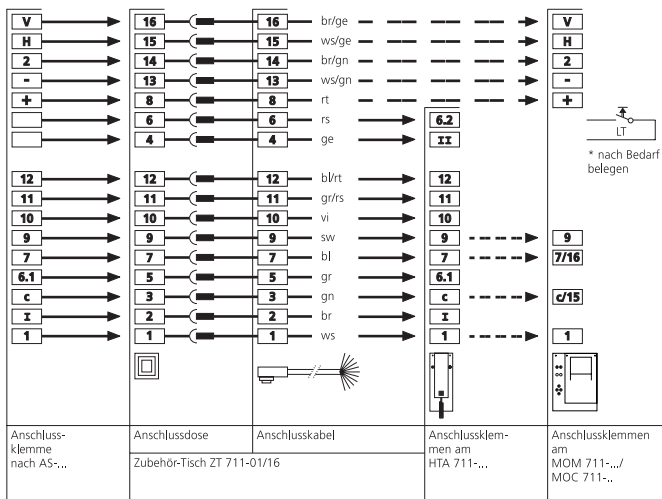 V 16 16 br/ge V
H 15 15 ws/ge H
2 14 14 br/gn 2
- 13 13 ws/gn -
+ 8 8 rt +
6 6 rs 6.2
4 4 ge II
LT
* nach Bedarf
belegen
12 12 12 bl/rt 12
11 11 11 gr/rs 11
10 10 10 vi 10
9 9 9 sw 9 9
7 7 7 bl 7 7/16
6.1 5 5 gr 6.1
c 3 3 gn c c/15
I 2 2 br I
1 1 1 ws 1 1
Anschluss-
klemme
nach AS-...
Anschlussdose
Anschlusskabel
Zubehör-Tisch ZT 711-01/16
Anschlussklem-
men am
HTA 711-...
Anschlussklemmen
am
MOM 711-.../
MOC 711-..